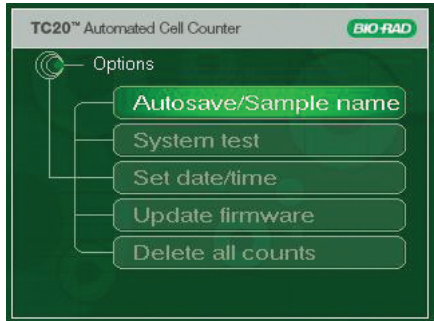 TC20™ Automated Cell Counter BIO-RAD
Options
Autosave/Sample name
System test
Set date/time
Update firmware
Delete all counts